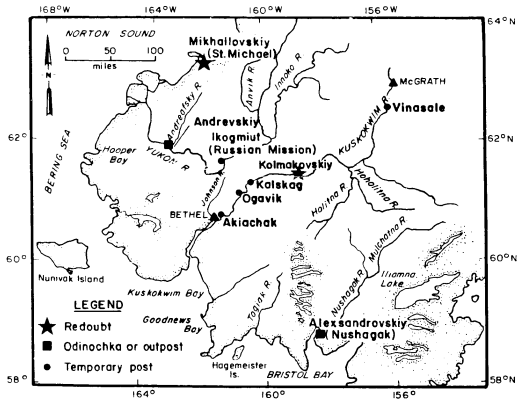 168°W
164°
160°
156°
64°N
NORTON SOUND
0 50 100
miles
N
Mikhailovskiy
(St. Michael)
Anvik R
Innoko R.
McGRATH
Vinasale
KUSKOKWIM R
Andreafsky R
Andrevskiy
Ikogmiut
(Russian Mission)
62°
62°N
Hooper
Bay
YUKON R
Kolmakovskiy
BERING SEA
Johnson R
Kalskag
Ogavik
BETHEL
Akiachak
Holitna R
Hoholitna R
Mulchatna R
60°
60°
Nunivak Island
Kuskokwim Bay
Iliamna
Lake
Nushagak R
Togiak R
LEGEND
Redoubt
Odinochka or outpost
Temporary post
Goodnews
Bay
Alexsandrovskiy
(Nushagak)
Hagemeister
Is.
BRISTOL BAY
58°
58°N
164°
160°
156°